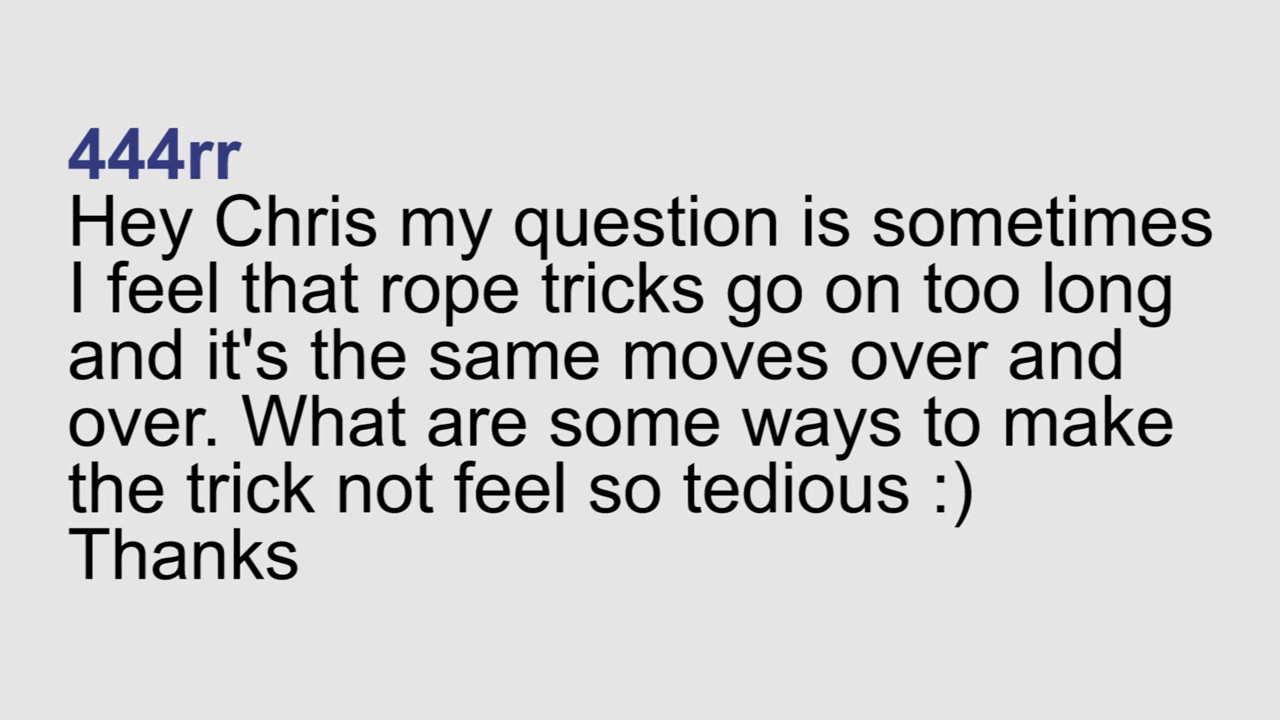 444rr
Hey Chris my question is sometimes
I feel that rope tricks go on too long
and it's the same moves over and
over. What are some ways to make
the trick not feel so tedious :)
Thanks